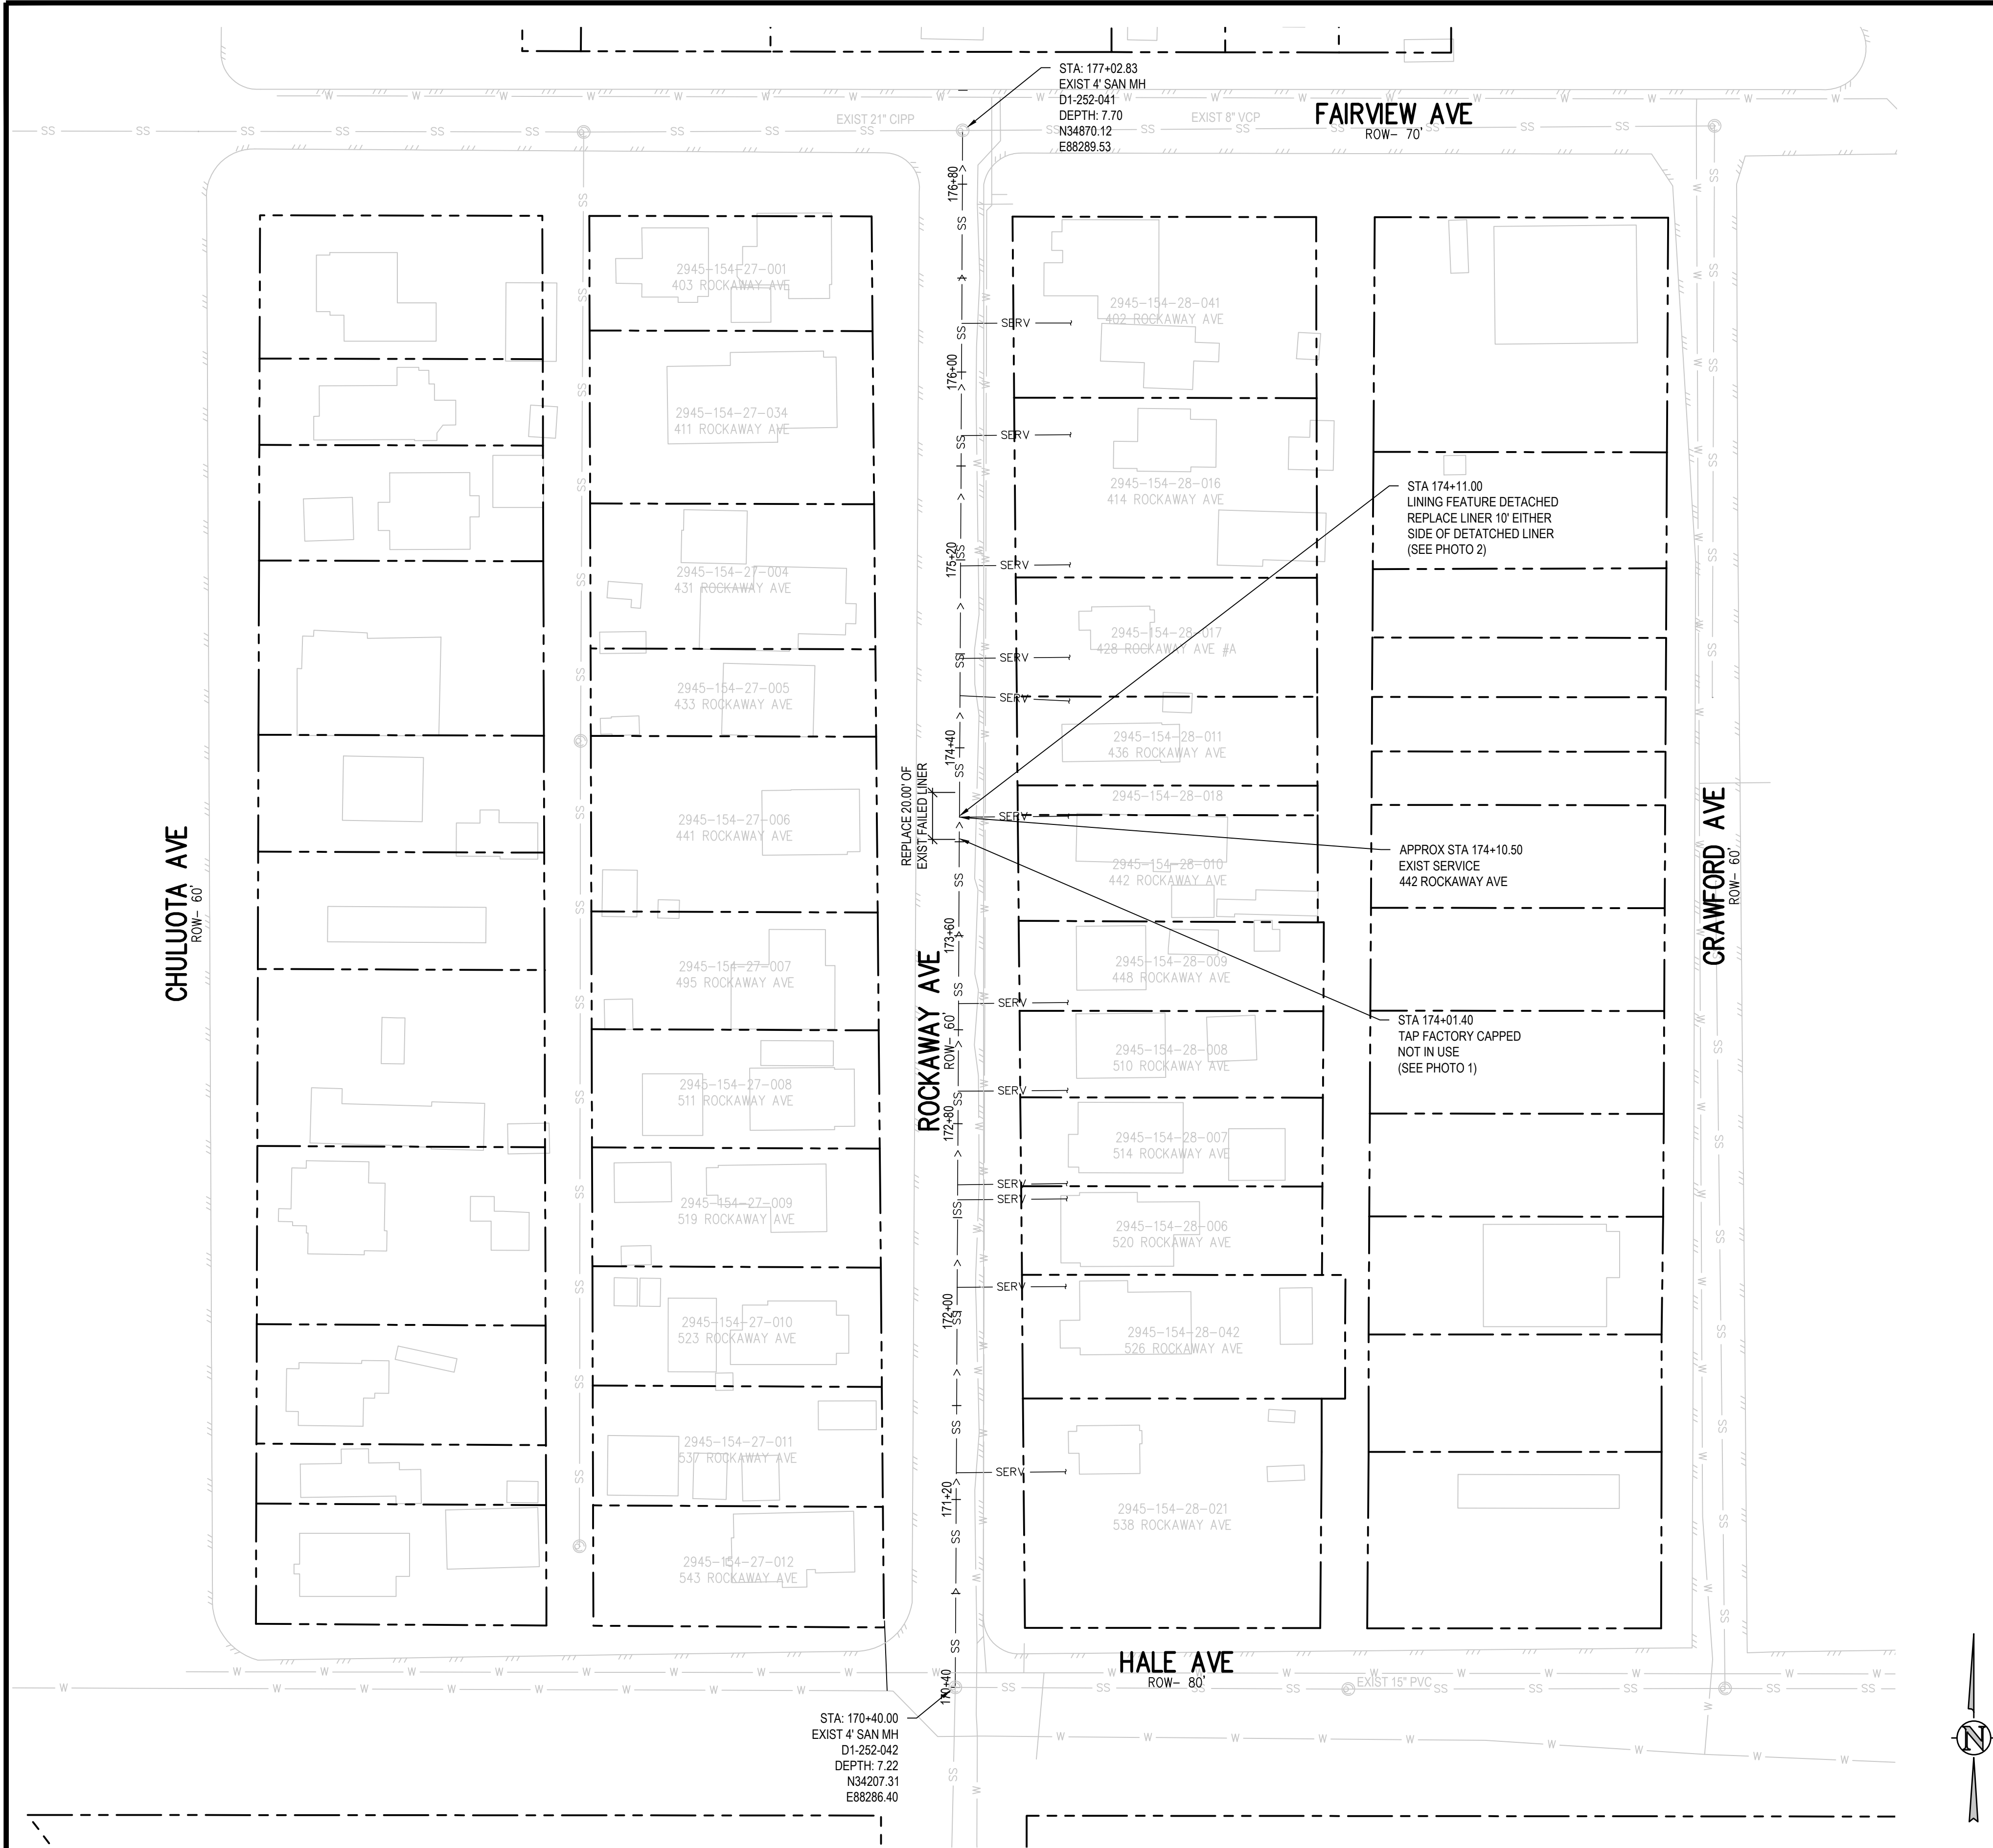 STA: 177+02.83
EXIST 4' SAN MH
D1-252-041
DEPTH: 7.70
N34870.12
E88289.53
EXIST 21" CIPP
EXIST 8" VCP
FAIRVIEW AVE
ROW- 70'
2945-154-27-001
403 ROCKAWAY AVE
2945-154-27-034
411 ROCKAWAY AVE
2945-154-27-004
431 ROCKAWAY AVE
2945-154-27-005
433 ROCKAWAY AVE
2945-154-27-006
441 ROCKAWAY AVE
2945-154-27-007
495 ROCKAWAY AVE
2945-154-27-008
511 ROCKAWAY AVE
2945-154-27-009
519 ROCKAWAY AVE
2945-154-27-010
523 ROCKAWAY AVE
2945-154-27-011
537 ROCKAWAY AVE
2945-154-27-012
543 ROCKAWAY AVE
CHULUOTA AVE
ROW- 60'
176+80
176+00
175+20
174+40
173+60
172+80
172+00
171+20
170+40
REPLACE 20.00' OF
EXIST FAILED LINER
ROCKAWAY AVE
ROW- 60'
SERV
SERV
SERV
SERV
SERV
SERV
SERV
SERV
SERV
SERV
SERV
SERV
2945-154-28-041
402 ROCKAWAY AVE
2945-154-28-016
414 ROCKAWAY AVE
2945-154-28-017
428 ROCKAWAY AVE #A
2945-154-28-011
436 ROCKAWAY AVE
2945-154-28-018
2945-154-28-010
442 ROCKAWAY AVE
2945-154-28-009
448 ROCKAWAY AVE
2945-154-28-008
510 ROCKAWAY AVE
2945-154-28-007
514 ROCKAWAY AVE
2945-154-28-006
520 ROCKAWAY AVE
2945-154-28-042
526 ROCKAWAY AVE
2945-154-28-021
538 ROCKAWAY AVE
STA 174+11.00
LINING FEATURE DETACHED
REPLACE LINER 10' EITHER
SIDE OF DETATCHED LINER
(SEE PHOTO 2)
APPROX STA 174+10.50
EXIST SERVICE
442 ROCKAWAY AVE
STA 174+01.40
TAP FACTORY CAPPED
NOT IN USE
(SEE PHOTO 1)
CRAWFORD AVE
ROW- 60'
HALE AVE
ROW- 80'
EXIST 15" PVC
STA: 170+40.00
EXIST 4' SAN MH
D1-252-042
DEPTH: 7.22
N34207.31
E88286.40
N